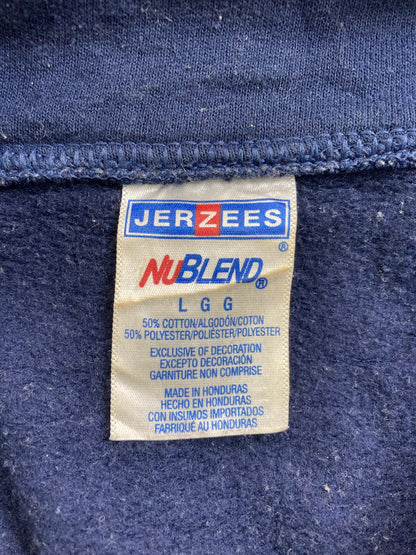 JERZEES
®
NUBLEND®
L G G
50% COTTON/ALGODÓN/COTON
50% POLYESTER/POLIÉSTER/POLYESTER
EXCLUSIVE OF DECORATION
EXCEPTO DECORACIÓN
GARNITURE NON COMPRISE
MADE IN HONDURAS
HECHO EN HONDURAS
CON INSUMOS IMPORTADOS
FABRIQUÉ AU HONDURAS